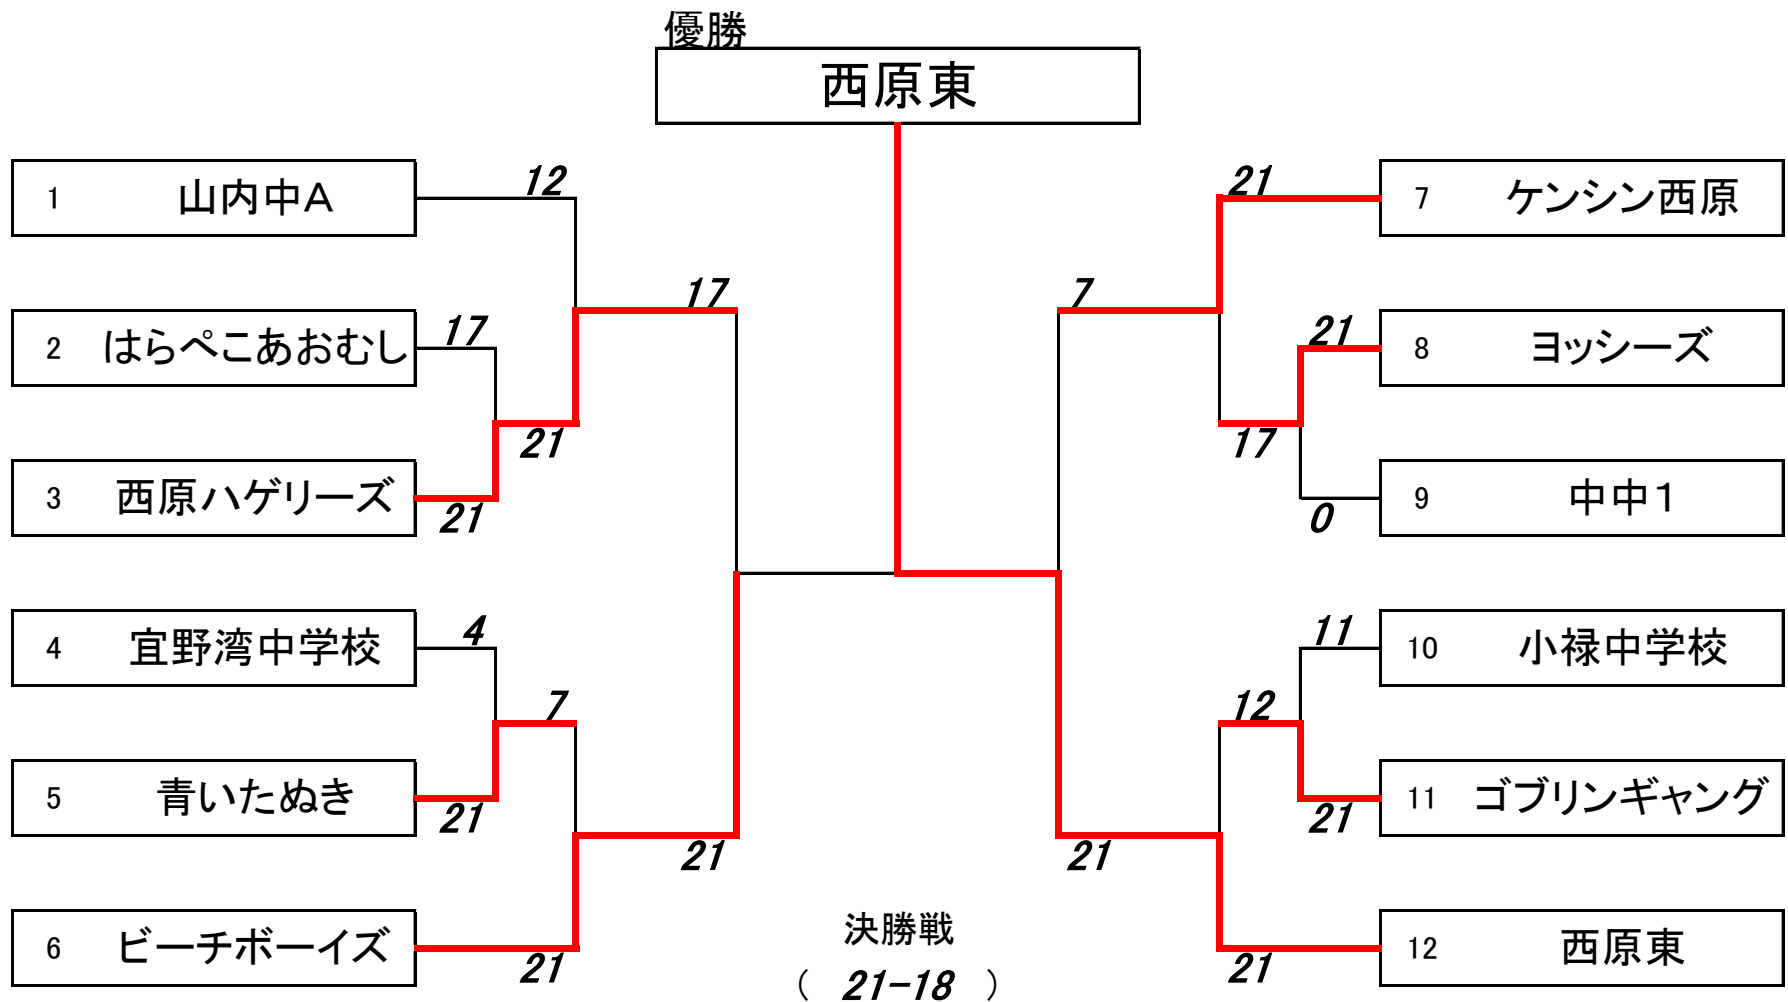 優勝
西原東
1 山内中A
12
2 はらぺこあおむし
17
3 西原ハゲリーズ
21
21
17
4 宜野湾中学校
4
5 青いたぬき
21
7
6 ビーチボーイズ
21
21
7 ケンシン西原
21
8 ヨッシーズ
21
9 中中1
0
17
7
10 小禄中学校
11
11 ゴブリンギャング
21
12
12 西原東
21
21
決勝戦
( 21-18 )